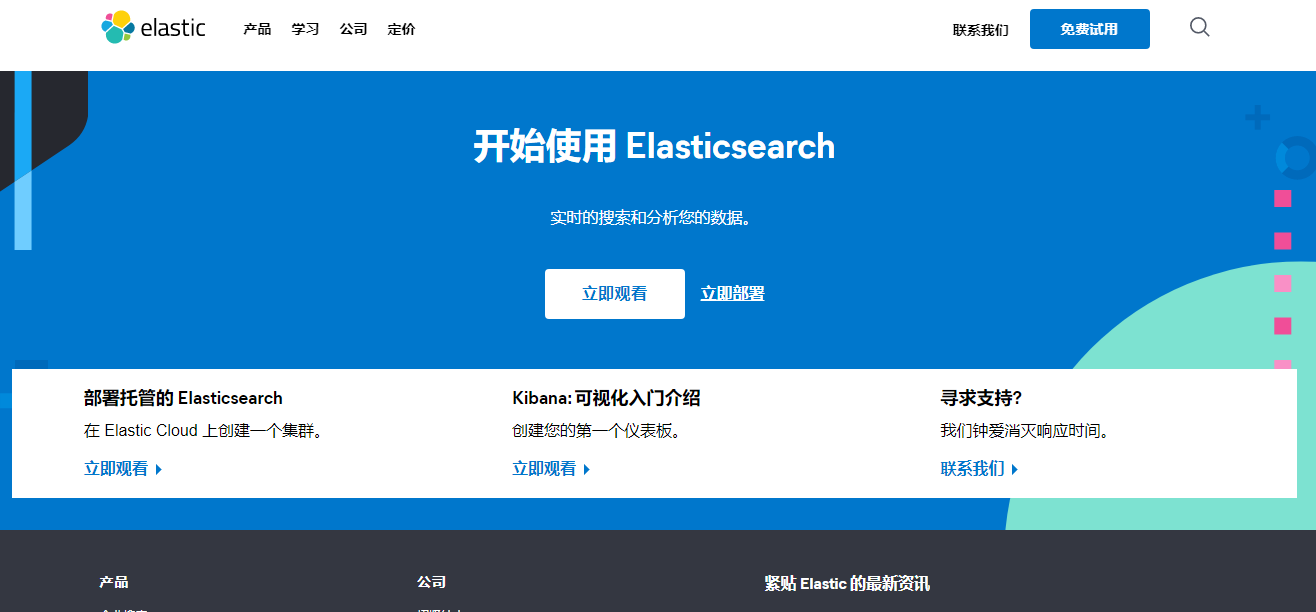 elastic 产品 学习 公司 定价 联系我们 免费试用
开始使用 Elasticsearch
实时的搜索和分析您的数据。
立即观看 立即部署
部署托管的 Elasticsearch
在 Elastic Cloud 上创建一个集群。
立即观看
Kibana: 可视化入门介绍
创建您的第一个仪表板。
立即观看
寻求支持?
我们钟爱消灭响应时间。
联系我们
产品 公司 紧贴 Elastic 的最新资讯